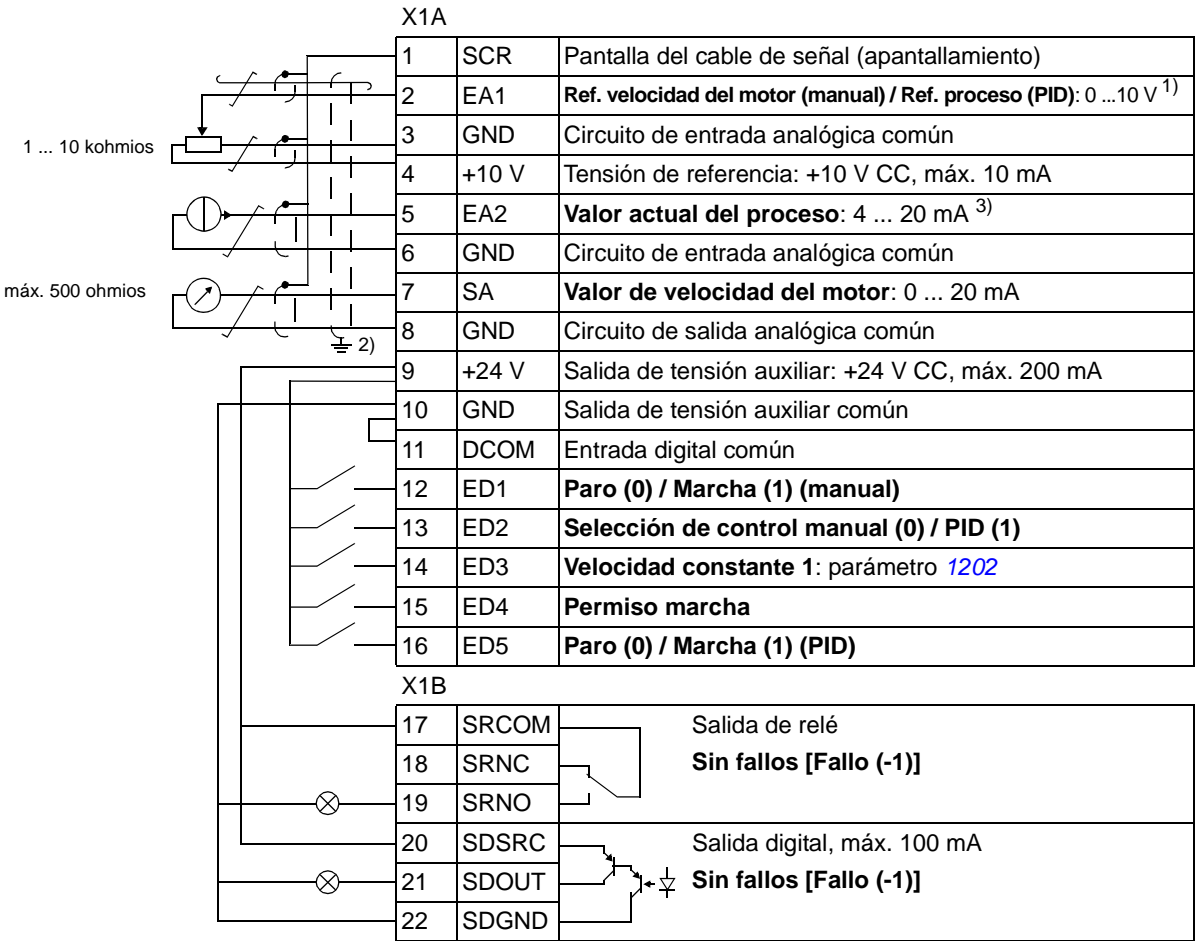 X1A
1 SCR Pantalla del cable de señal (apantallamiento)
2 EA1 Ref. velocidad del motor (manual) / Ref. proceso (PID): 0 ...10 V 1)
1 ... 10 kohmios
3 GND Circuito de entrada analógica común
4 +10 V Tensión de referencia: +10 V CC, máx. 10 mA
5 EA2 Valor actual del proceso: 4 ... 20 mA 3)
6 GND Circuito de entrada analógica común
máx. 500 ohmios
7 SA Valor de velocidad del motor: 0 ... 20 mA
8 GND Circuito de salida analógica común
2)
9 +24 V Salida de tensión auxiliar: +24 V CC, máx. 200 mA
10 GND Salida de tensión auxiliar común
11 DCOM Entrada digital común
12 ED1 Paro (0) / Marcha (1) (manual)
13 ED2 Selección de control manual (0) / PID (1)
14 ED3 Velocidad constante 1: parámetro 1202
15 ED4 Permiso marcha
16 ED5 Paro (0) / Marcha (1) (PID)
X1B
17 SRCOM Salida de relé
18 SRNC Sin fallos [Fallo (-1)]
19 SRNO
20 SDSRC Salida digital, máx. 100 mA
21 SDOUT Sin fallos [Fallo (-1)]
22 SDGND